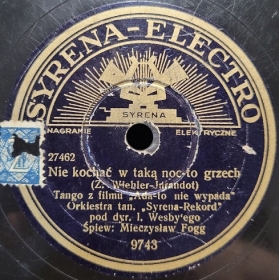 SYRENA-ELECTRO
SYRENA
NAGRANIE ELEKTRYCZNE
27462
Nie kochać w taką noc-to grzech
(Z. Wiehler-Jurandot)
Tango z filmu „Ada-to nie wypada"
Orkiestra tan. „Syrena-Rekord"
pod dyr. I. Wesby'ego
Śpiew: Mieczysław Fogg
9743